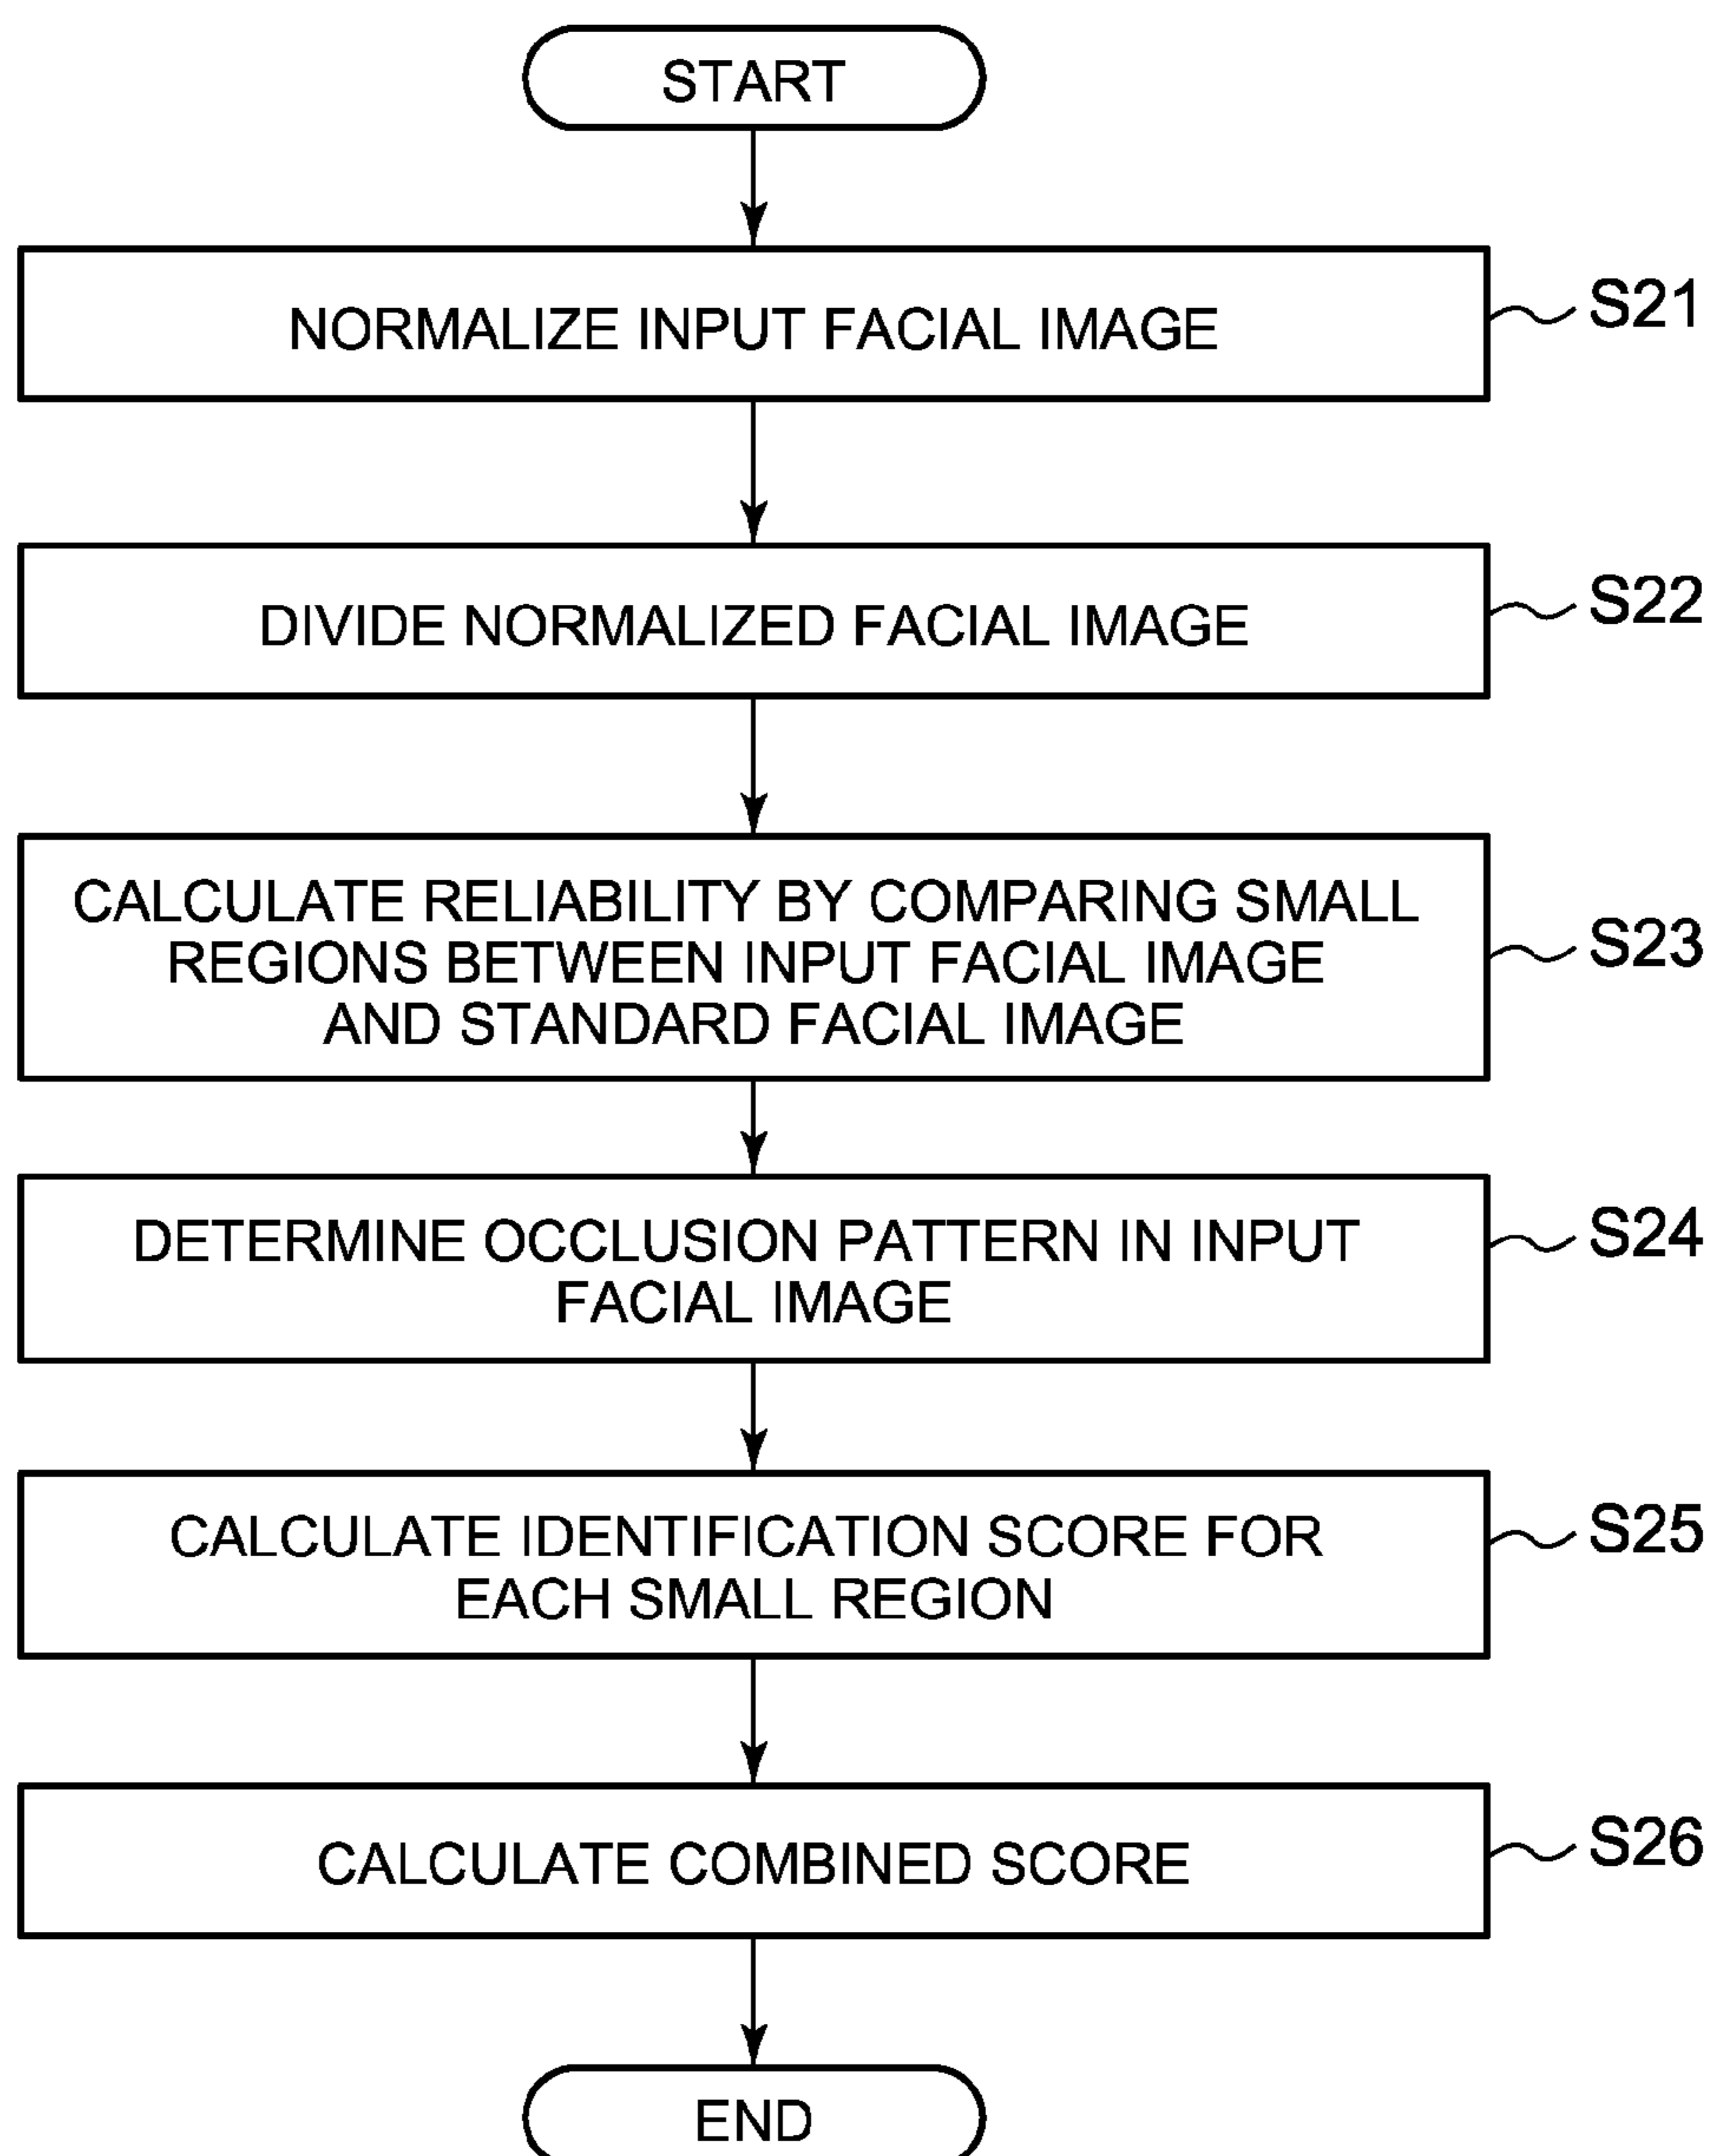 START
NORMALIZE INPUT FACIAL IMAGE
S21
DIVIDE NORMALIZED FACIAL IMAGE
S22
CALCULATE RELIABILITY BY COMPARING SMALL
REGIONS BETWEEN INPUT FACIAL IMAGE
AND STANDARD FACIAL IMAGE
S23
DETERMINE OCCLUSION PATTERN IN INPUT
FACIAL IMAGE
S24
CALCULATE IDENTIFICATION SCORE FOR
EACH SMALL REGION
S25
CALCULATE COMBINED SCORE
S26
END